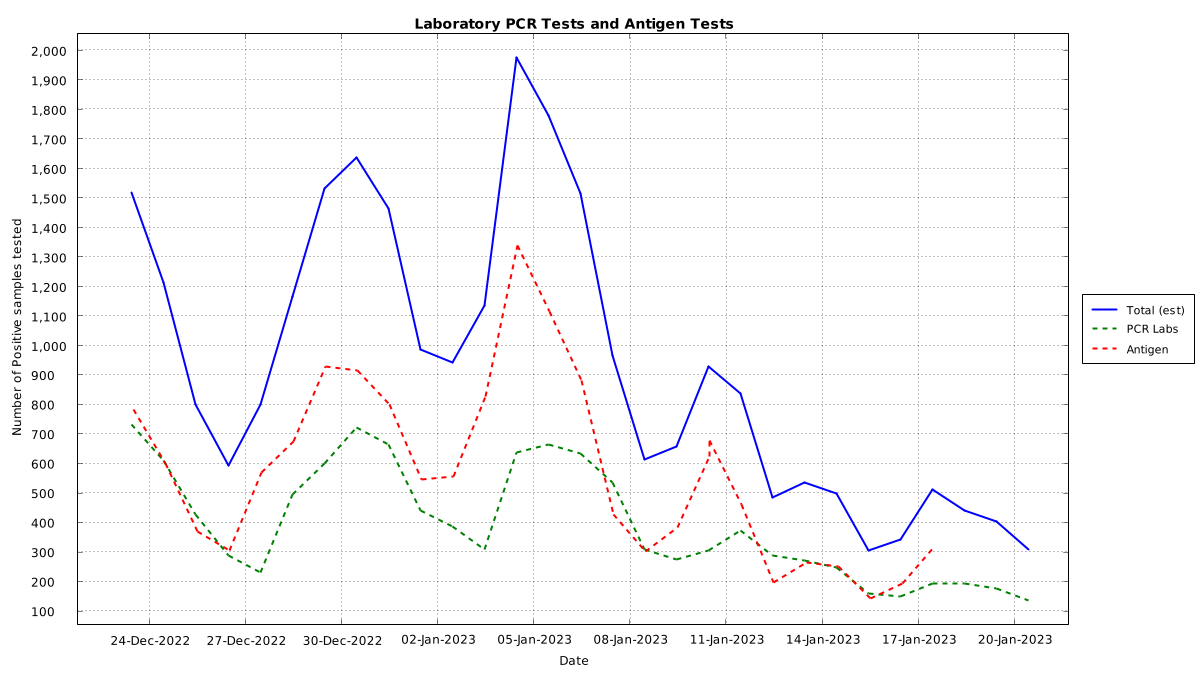 Laboratory PCR Tests and Antigen Tests
2,000
1,900
1,800
1,700
1,600
1,500
1,400
1,300
1,200
1,100
1,000
900
800
700
600
500
400
300
200
100
Number of Positive samples tested
24-Dec-2022
27-Dec-2022
30-Dec-2022
02-Jan-2023
05-Jan-2023
08-Jan-2023
11-Jan-2023
14-Jan-2023
17-Jan-2023
20-Jan-2023
Date
Total (est)
PCR Labs
Antigen